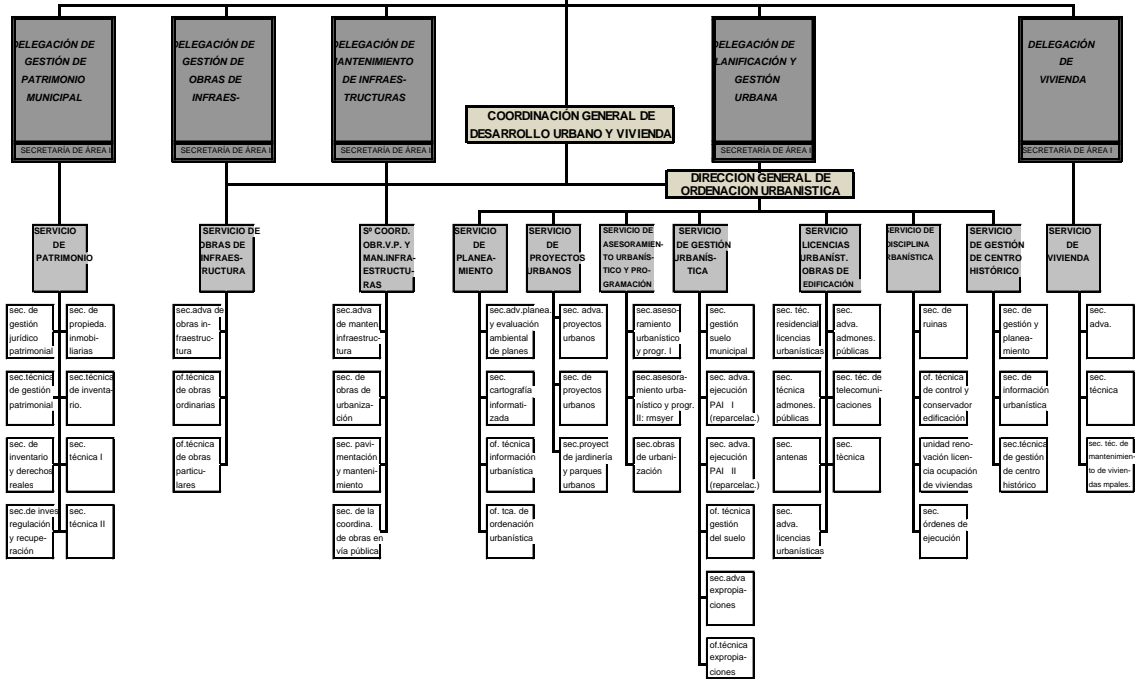 DELEGACIÓN DE
GESTIÓN DE
PATRIMONIO
MUNICIPAL
SECRETARÍA DE ÁREA I
DELEGACIÓN DE
GESTIÓN DE
OBRAS DE
INFRAES-
SECRETARÍA DE ÁREA I
DELEGACIÓN DE
MANTENIMIENTO
DE INFRAES-
TRUCTURAS
SECRETARÍA DE ÁREA I
COORDINACIÓN GENERAL DE
DESARROLLO URBANO Y VIVIENDA
DELEGACIÓN DE
PLANIFICACIÓN Y
GESTIÓN
URBANA
SECRETARÍA DE ÁREA I
DELEGACIÓN
DE
VIVIENDA
SECRETARÍA DE ÁREA I
DIRECCION GENERAL DE
ORDENACION URBANISTICA
SERVICIO
DE
PATRIMONIO
SERVICIO DE
OBRAS DE
INFRAES-
TRUCTURA
Sº COORD.
OBR.V.P. Y
MAN.INFRA-
ESTRUCTU-
RAS
SERVICIO
DE
PLANEA-
MIENTO
SERVICIO
DE
PROYECTOS
URBANOS
SERVICIO DE
ASESORAMIEN-
TO URBANÍS-
TICO Y PRO-
GRAMACIÓN
SERVICIO
DE GESTIÓN
URBANÍS-
TICA
SERVICIO
LICENCIAS
URBANÍST.
OBRAS DE
EDIFICACIÓN
SERVICIO DE
DISCIPLINA
URBANÍSTICA
SERVICIO
DE GESTIÓN
DE CENTRO
HISTÓRICO
SERVICIO
DE
VIVIENDA
sec. de
gestión
jurídico
patrimonial
sec. de
propieda.
inmobi-
liarias
sec.técnica
de gestión
patrimonial
sec.técnica
de inventa-
rio.
sec. de
inventario
y derechos
reales
sec.
técnica I
sec.de inves
regulación
y recupe-
ración
sec.
técnica II
sec.adva de
obras in-
fraestruc-
tura
of.técnica
de obras
ordinarias
of.técnica
de obras
particu-
lares
sec.adva
de manten.
infraestruc-
tura
sec. de
obras de
urbaniza-
ción
sec. pavi-
mentación
y manteni-
miento
sec. de la
coordina.
de obras en
vía pública
sec.adv.planea.
y evaluación
ambiental
de planes
sec.
cartografía
informati-
zada
of. técnica
información
urbanística
of. tca. de
ordenación
urbanística
sec. adva.
proyectos
urbanos
sec. de
proyectos
urbanos
sec.proyect
de jardinería
y parques
urbanos
sec.aseso-
ramiento
urbanístico
y progr. I
sec.asesora-
miento urba-
nístico y progr.
II: rmsyer
sec.obras
de urbani-
zación
sec.
gestión
suelo
municipal
sec. adva.
ejecución
PAI I
(reparcelac.)
sec. adva.
ejecución
PAI II
(reparcelac.)
of. técnica
gestión
del suelo
sec.adva
expropia-
ciones
of.técnica
expropia-
ciones
sec. téc.
residencial
licencias
urbanísticas
sec.
adva.
admones.
públicas
sec.
técnica
admones.
públicas
sec. téc. de
telecomuni-
caciones
sec.
antenas
sec.
tècnica
sec.
adva.
licencias
urbanísticas
sec. de
ruinas
of. técnica
de control y
conservador
edificación
unidad reno-
vación licen-
cia ocupación
de viviendas
sec.
órdenes de
ejecución
sec. de
gestión y
planea-
miento
sec. de
información
urbanística
sec.técnica
de gestión
de centro
histórico
sec.
adva.
sec.
técnica
sec. téc. de
mantenimien-
to de vivien-
das mpales.